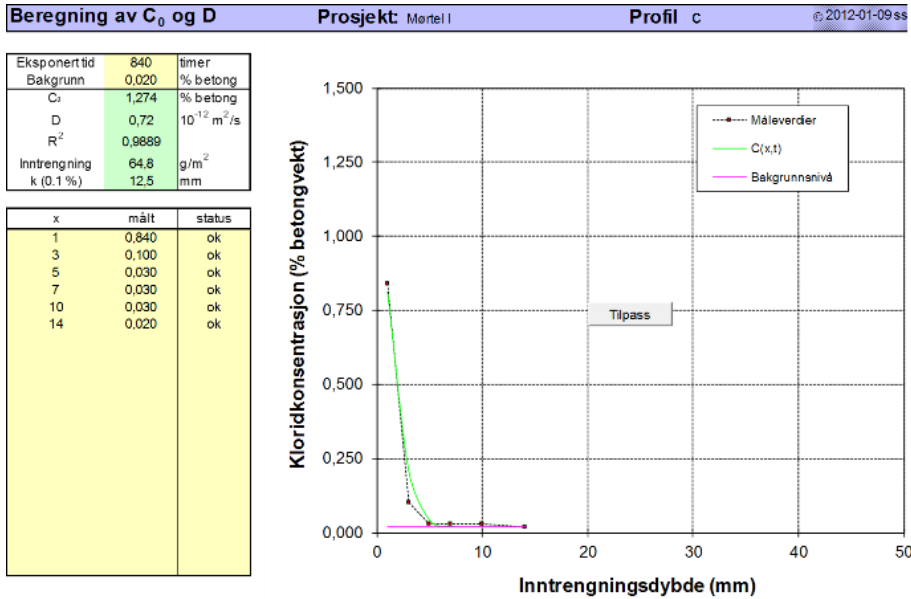 Beregning av C₀ og D Prosjekt: Mørtel I Profil C © 2012-01-09 ss
Eksponert tid 840 timer
Bakgrunn 0,020 % betong
C₀ 1,274 % betong
D 0,72 10⁻¹² m²/s
R² 0,9889
Inntrengning 64,8 g/m²
k (0.1 %) 12,5 mm
x målt status
1 0,840 ok
3 0,100 ok
5 0,030 ok
7 0,030 ok
10 0,030 ok
14 0,020 ok
Kloridkonsentrasjon (% betongvekt)
1,500
1,250
1,000
0,750
0,500
0,250
0,000
Måleverdier
C(x,t)
Bakgrunnsnivå
Tilpass
0 10 20 30 40 50
Inntrengningsdybde (mm)